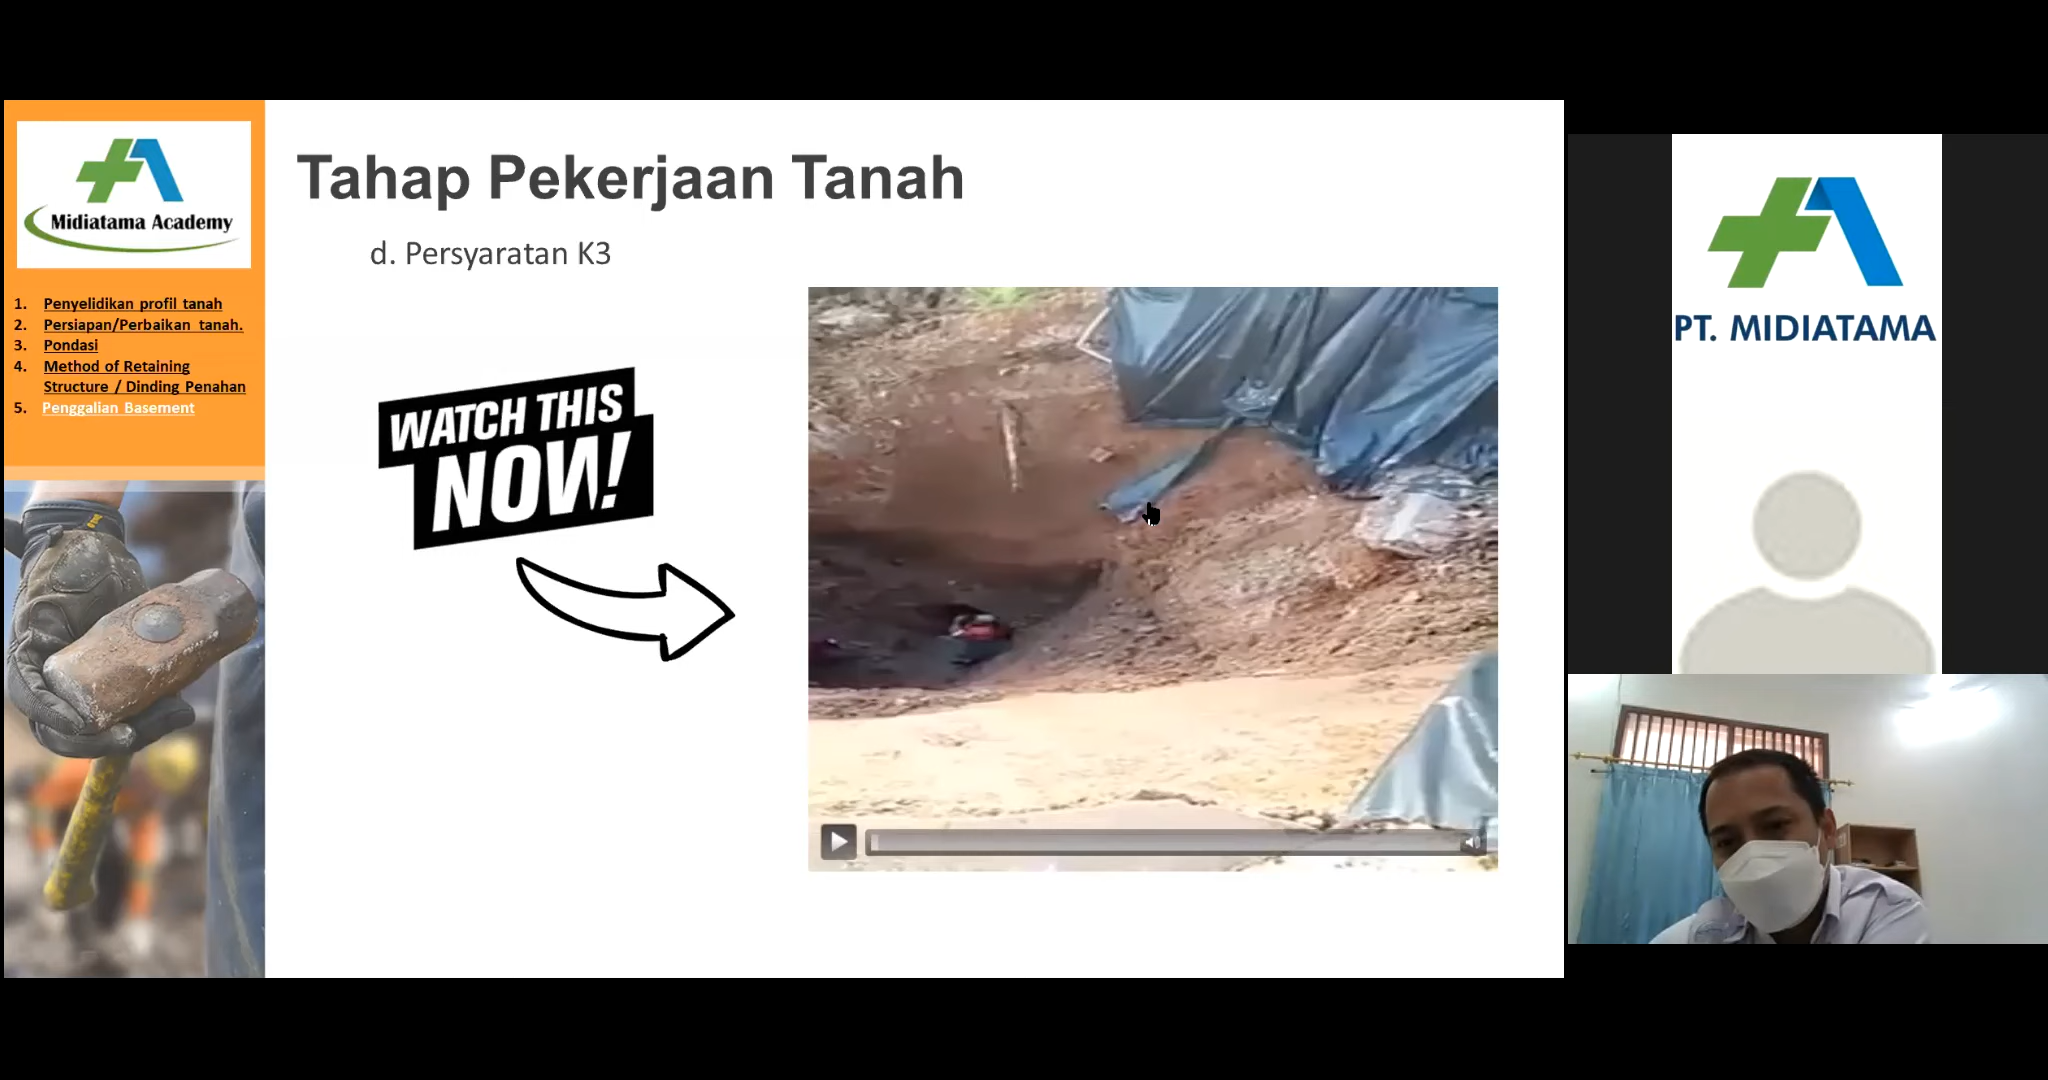 Midiatama Academy
1. Penyelidikan profil tanah
2. Persiapan/Perbaikan tanah.
3. Pondasi
4. Method of Retaining
Structure / Dinding Penahan
5. Penggalian Basement
Tahap Pekerjaan Tanah
d. Persyaratan K3
WATCH THIS
NOW!
PT. MIDIATAMA